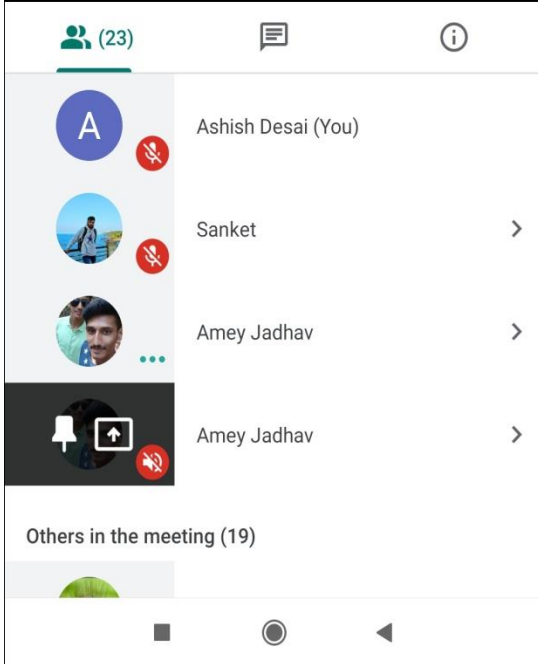 (23)
A
Ashish Desai (You)
Sanket
Amey Jadhav
Amey Jadhav
Others in the meeting (19)